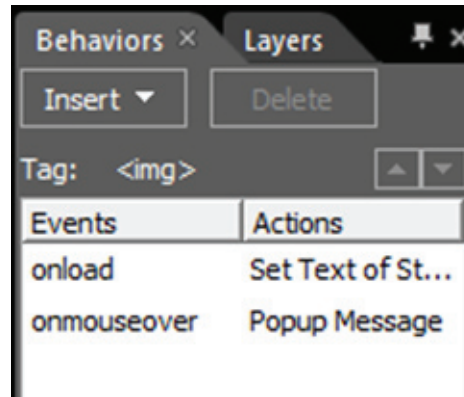 Behaviors × Layers
Insert Delete
Tag: <img>
Events Actions
onload Set Text of St...
onmouseover Popup Message